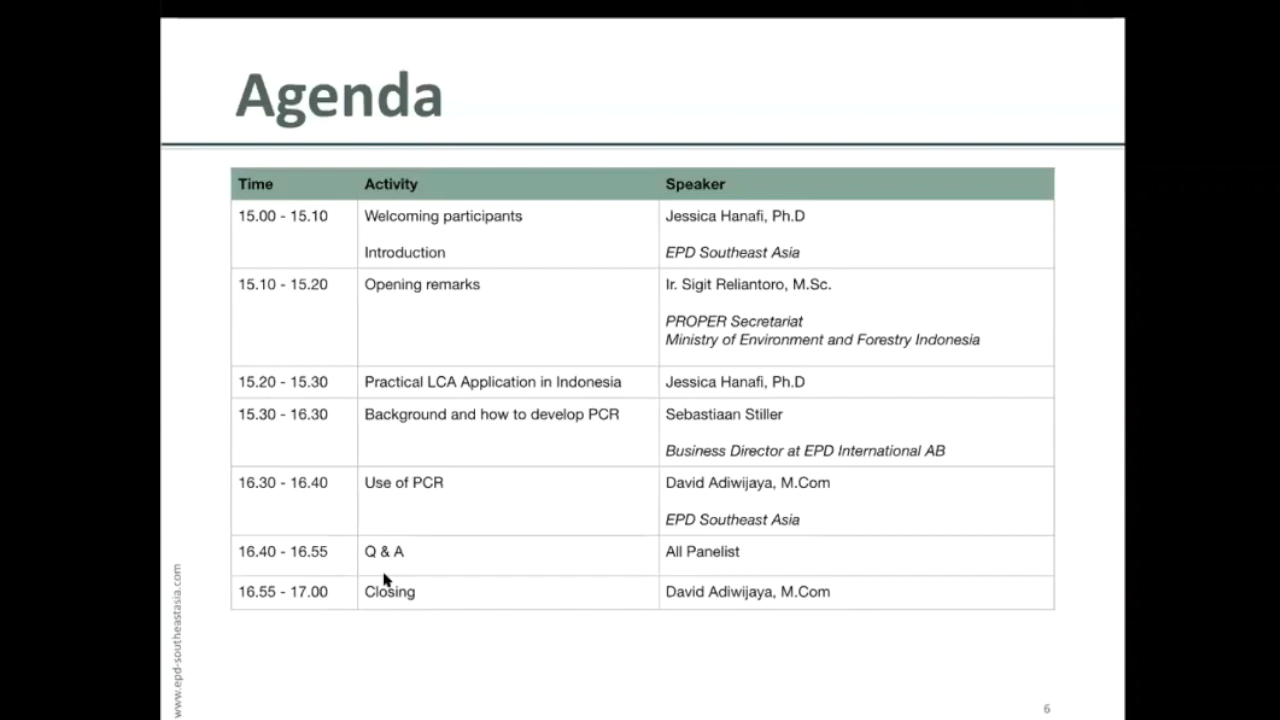 Agenda
Time Activity Speaker
15.00 - 15.10 Welcoming participants Jessica Hanafi, Ph.D
Introduction EPD Southeast Asia
15.10 - 15.20 Opening remarks Ir. Sigit Reliantoro, M.Sc.
PROPER Secretariat
Ministry of Environment and Forestry Indonesia
15.20 - 15.30 Practical LCA Application in Indonesia Jessica Hanafi, Ph.D
15.30 - 16.30 Background and how to develop PCR Sebastiaan Stiller
Business Director at EPD International AB
16.30 - 16.40 Use of PCR David Adiwijaya, M.Com
EPD Southeast Asia
16.40 - 16.55 Q & A All Panelist
16.55 - 17.00 Closing David Adiwijaya, M.Com
www.epd-southeastasia.com
6